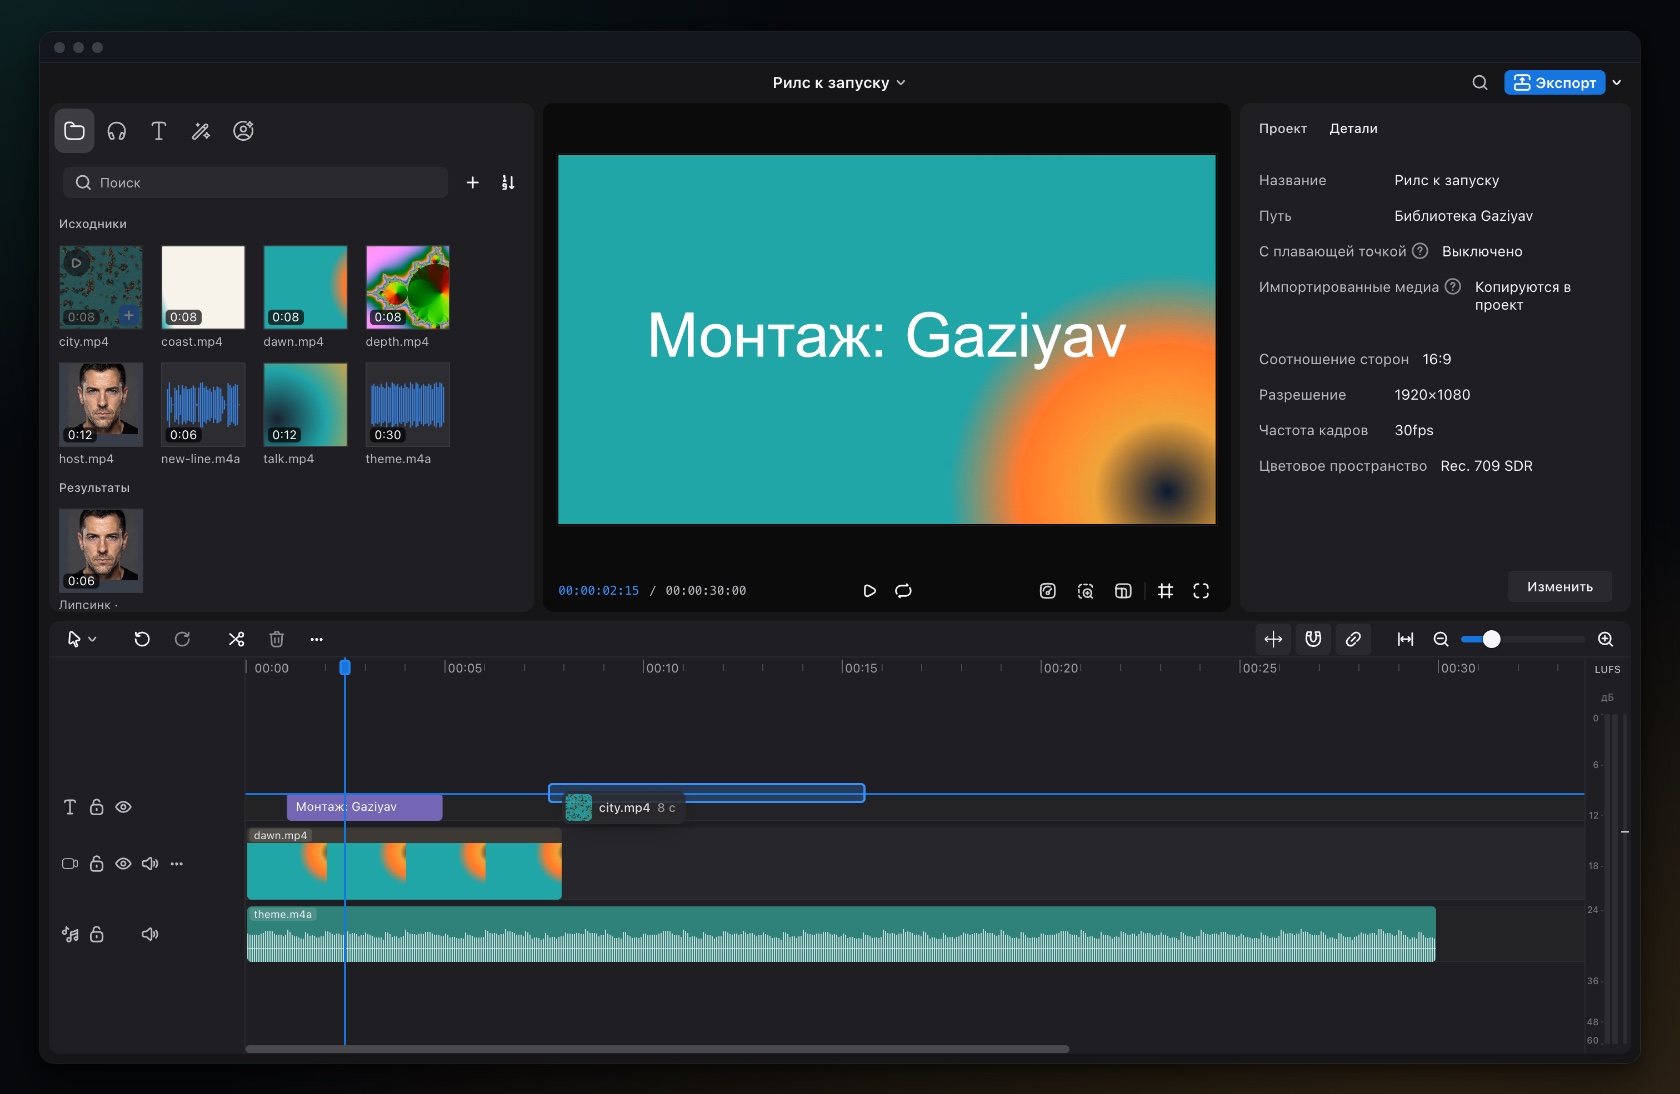 Рилс к запуску
Экспорт
Поиск
Исходники
0:08
0:08
0:08
0:08
city.mp4
coast.mp4
dawn.mp4
depth.mp4
0:12
0:06
0:12
0:30
host.mp4
new-line.m4a
talk.mp4
theme.m4a
Результаты
0:06
Липсинк ·
Монтаж: Gaziyav
00:00:02:15 / 00:00:30:00
Проект Детали
Название Рилс к запуску
Путь Библиотека Gaziyav
С плавающей точкой ? Выключено
Импортированные медиа ? Копируются в
проект
Соотношение сторон 16:9
Разрешение 1920×1080
Частота кадров 30fps
Цветовое пространство Rec. 709 SDR
Изменить
00:00 00:05 00:10 00:15 00:20 00:25 00:30
LUFS
дБ
0
6
12
18
24
36
48
60
Монтаж: Gaziyav
city.mp4 8 с
dawn.mp4
theme.m4a